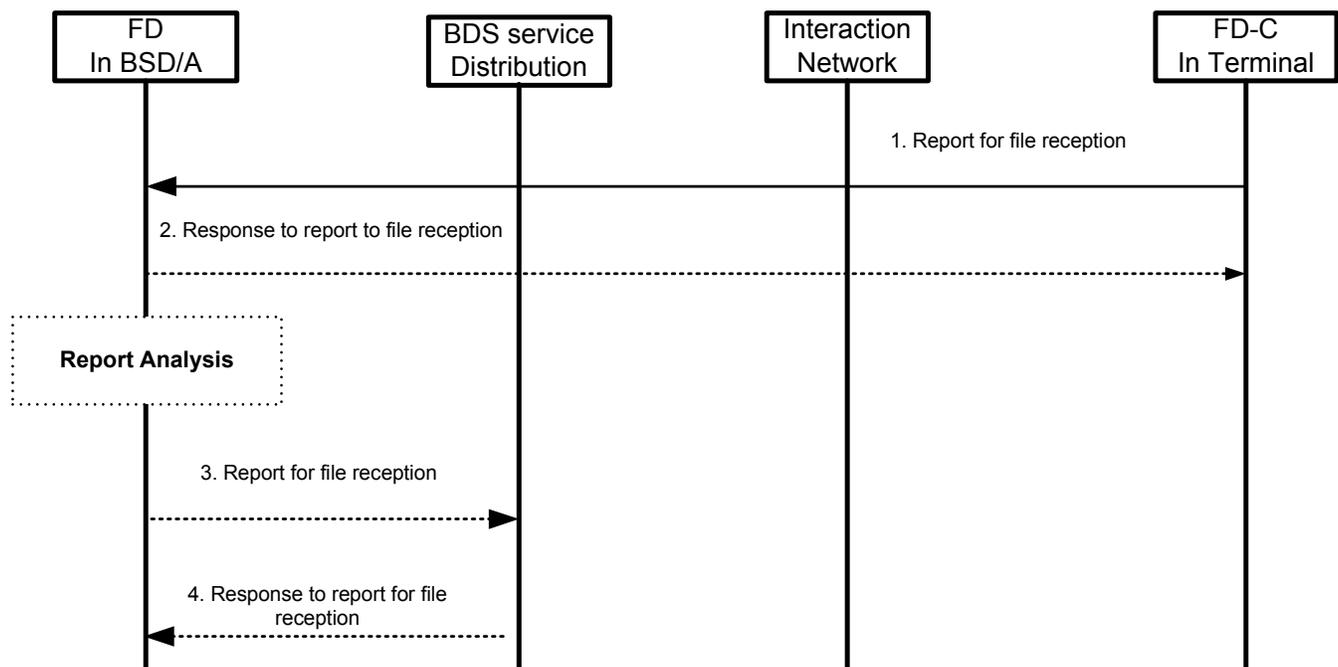 FD
In BSD/A
BDS service
Distribution
Interaction
Network
FD-C
In Terminal
1. Report for file reception
2. Response to report to file reception
Report Analysis
3. Report for file reception
4. Response to report for file
reception